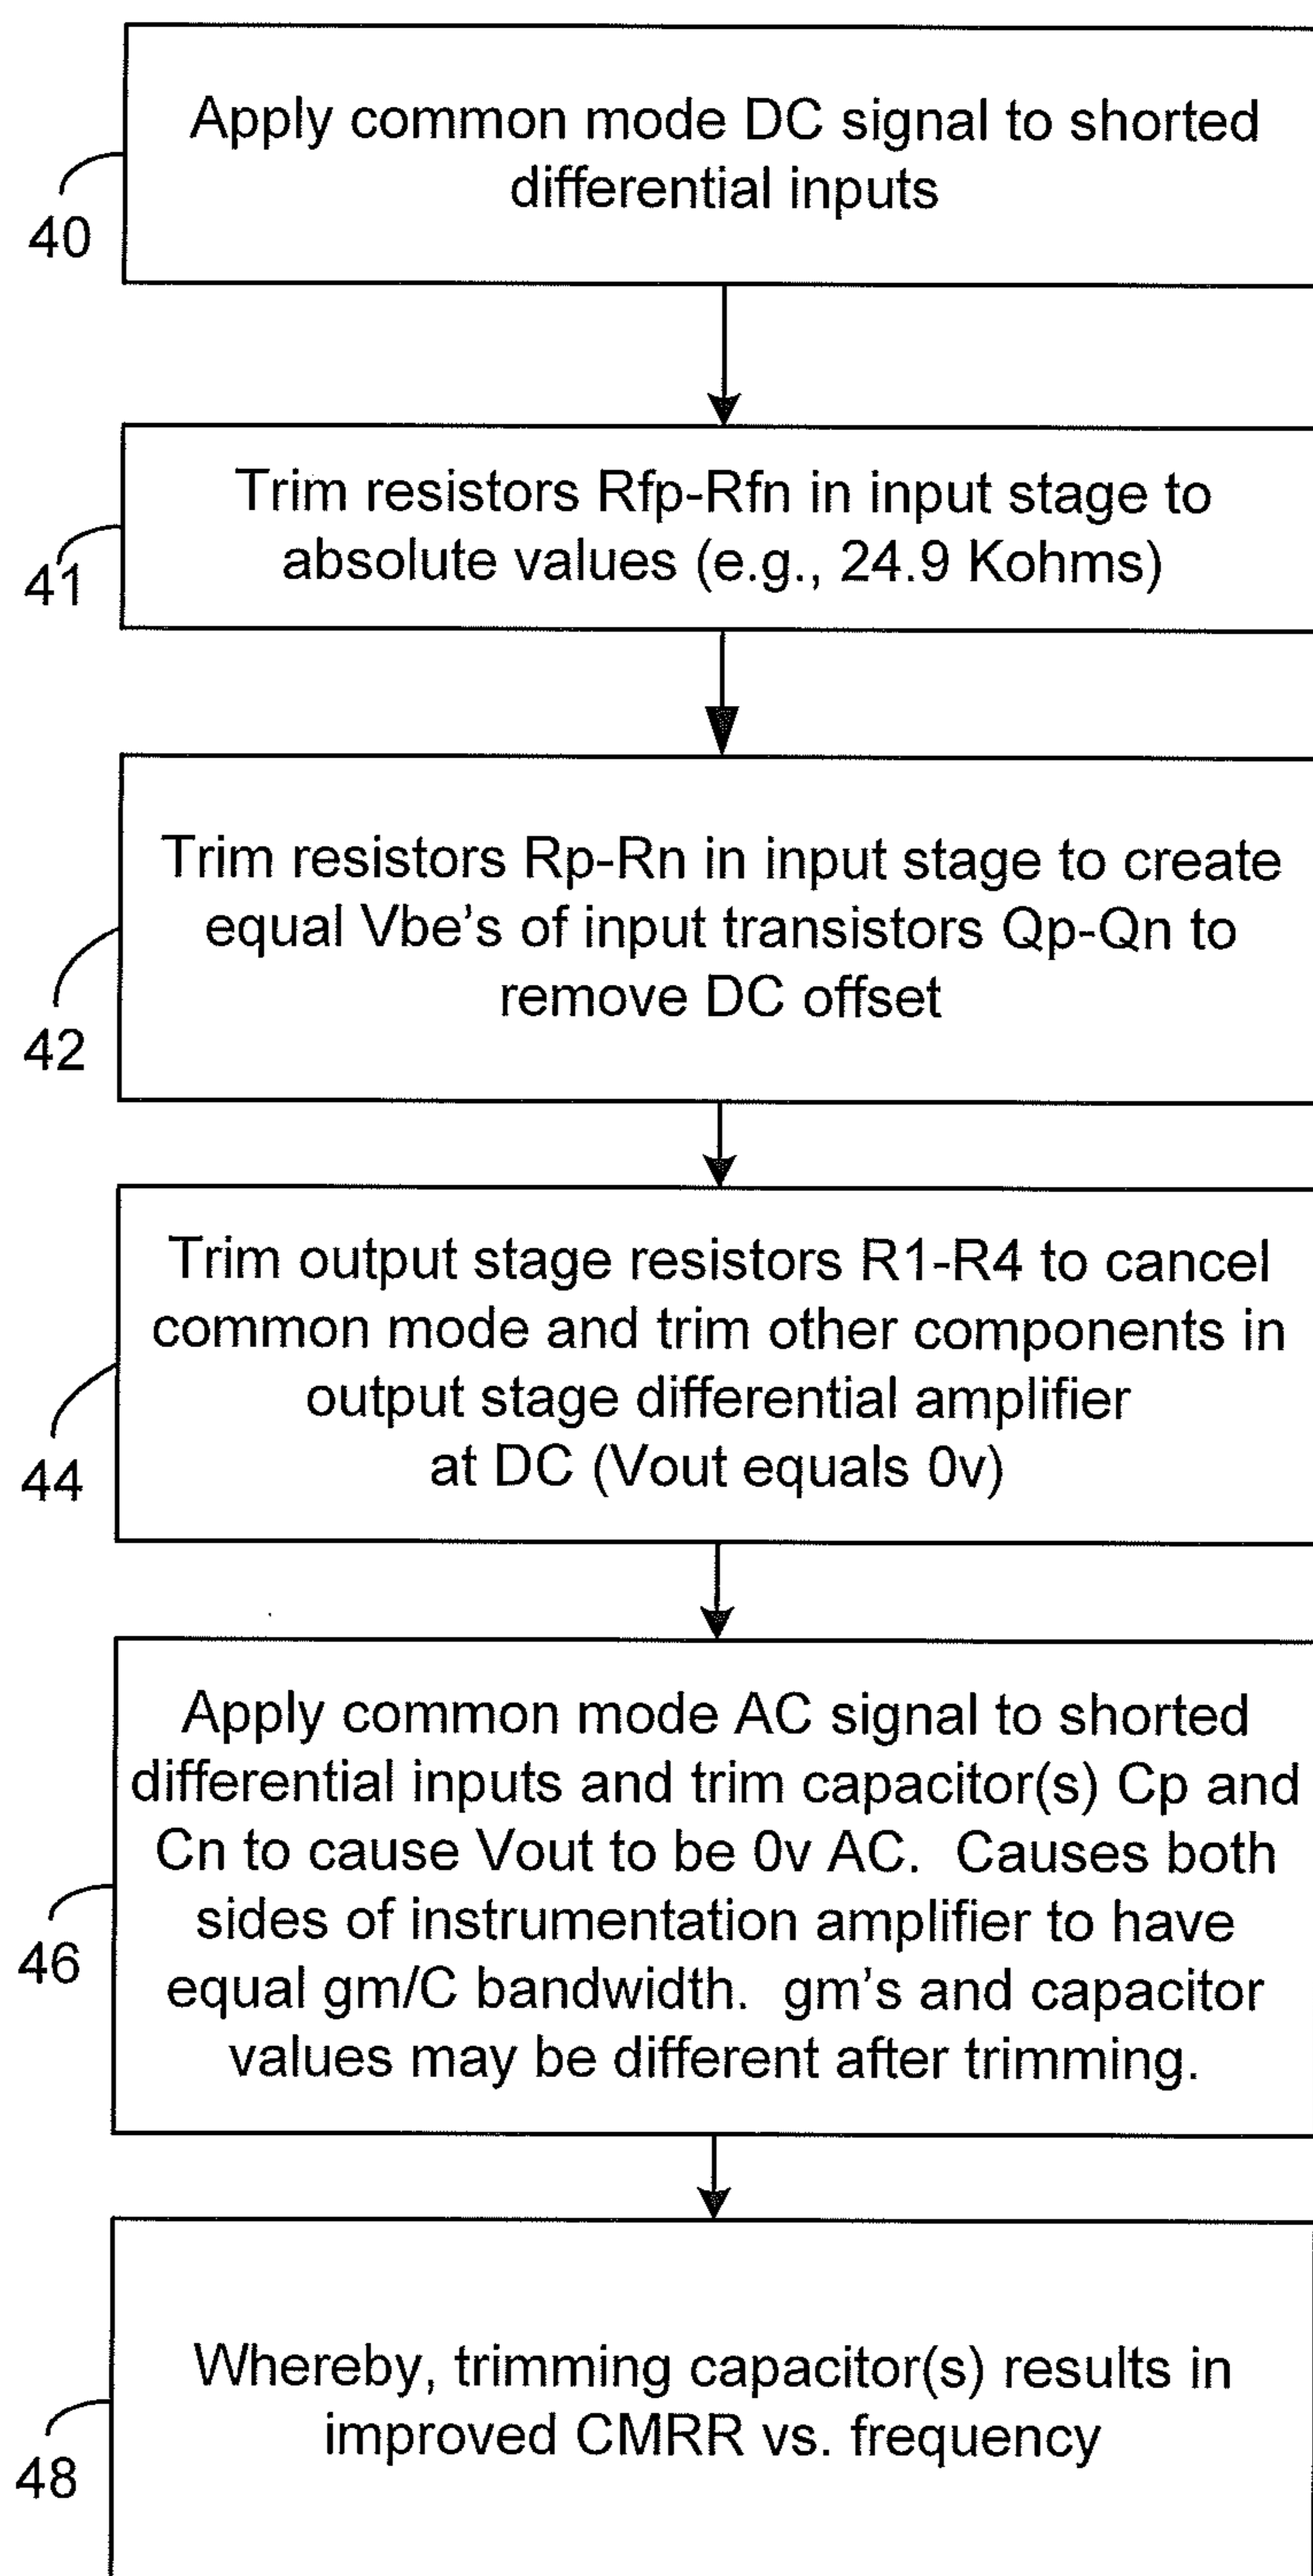 Apply common mode DC signal to shorted
differential inputs
40
Trim resistors Rfp-Rfn in input stage to
absolute values (e.g., 24.9 Kohms)
41
Trim resistors Rp-Rn in input stage to create
equal Vbe's of input transistors Qp-Qn to
remove DC offset
42
Trim output stage resistors R1-R4 to cancel
common mode and trim other components in
output stage differential amplifier
at DC (Vout equals 0v)
44
Apply common mode AC signal to shorted
differential inputs and trim capacitor(s) Cp and
Cn to cause Vout to be 0v AC.  Causes both
sides of instrumentation amplifier to have
equal gm/C bandwidth.  gm's and capacitor
values may be different after trimming.
46
Whereby, trimming capacitor(s) results in
improved CMRR vs. frequency
48